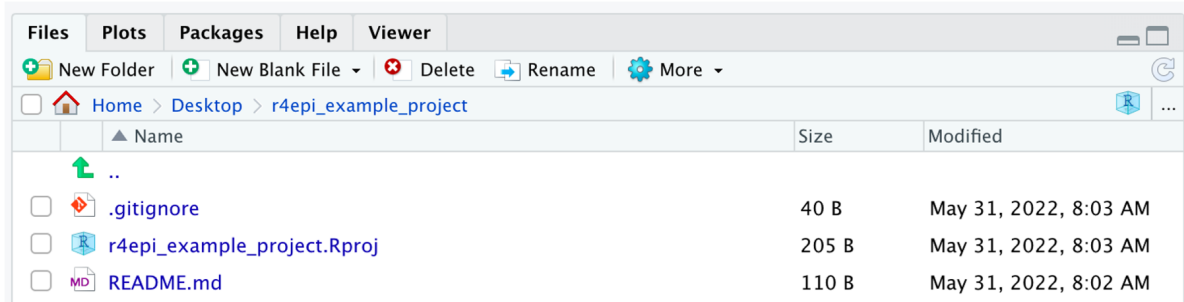 Files Plots Packages Help Viewer
New Folder New Blank File Delete Rename More
Home > Desktop > r4epi_example_project R ...
Name Size Modified
..
.gitignore 40 B May 31, 2022, 8:03 AM
R r4epi_example_project.Rproj 205 B May 31, 2022, 8:03 AM
MD README.md 110 B May 31, 2022, 8:02 AM